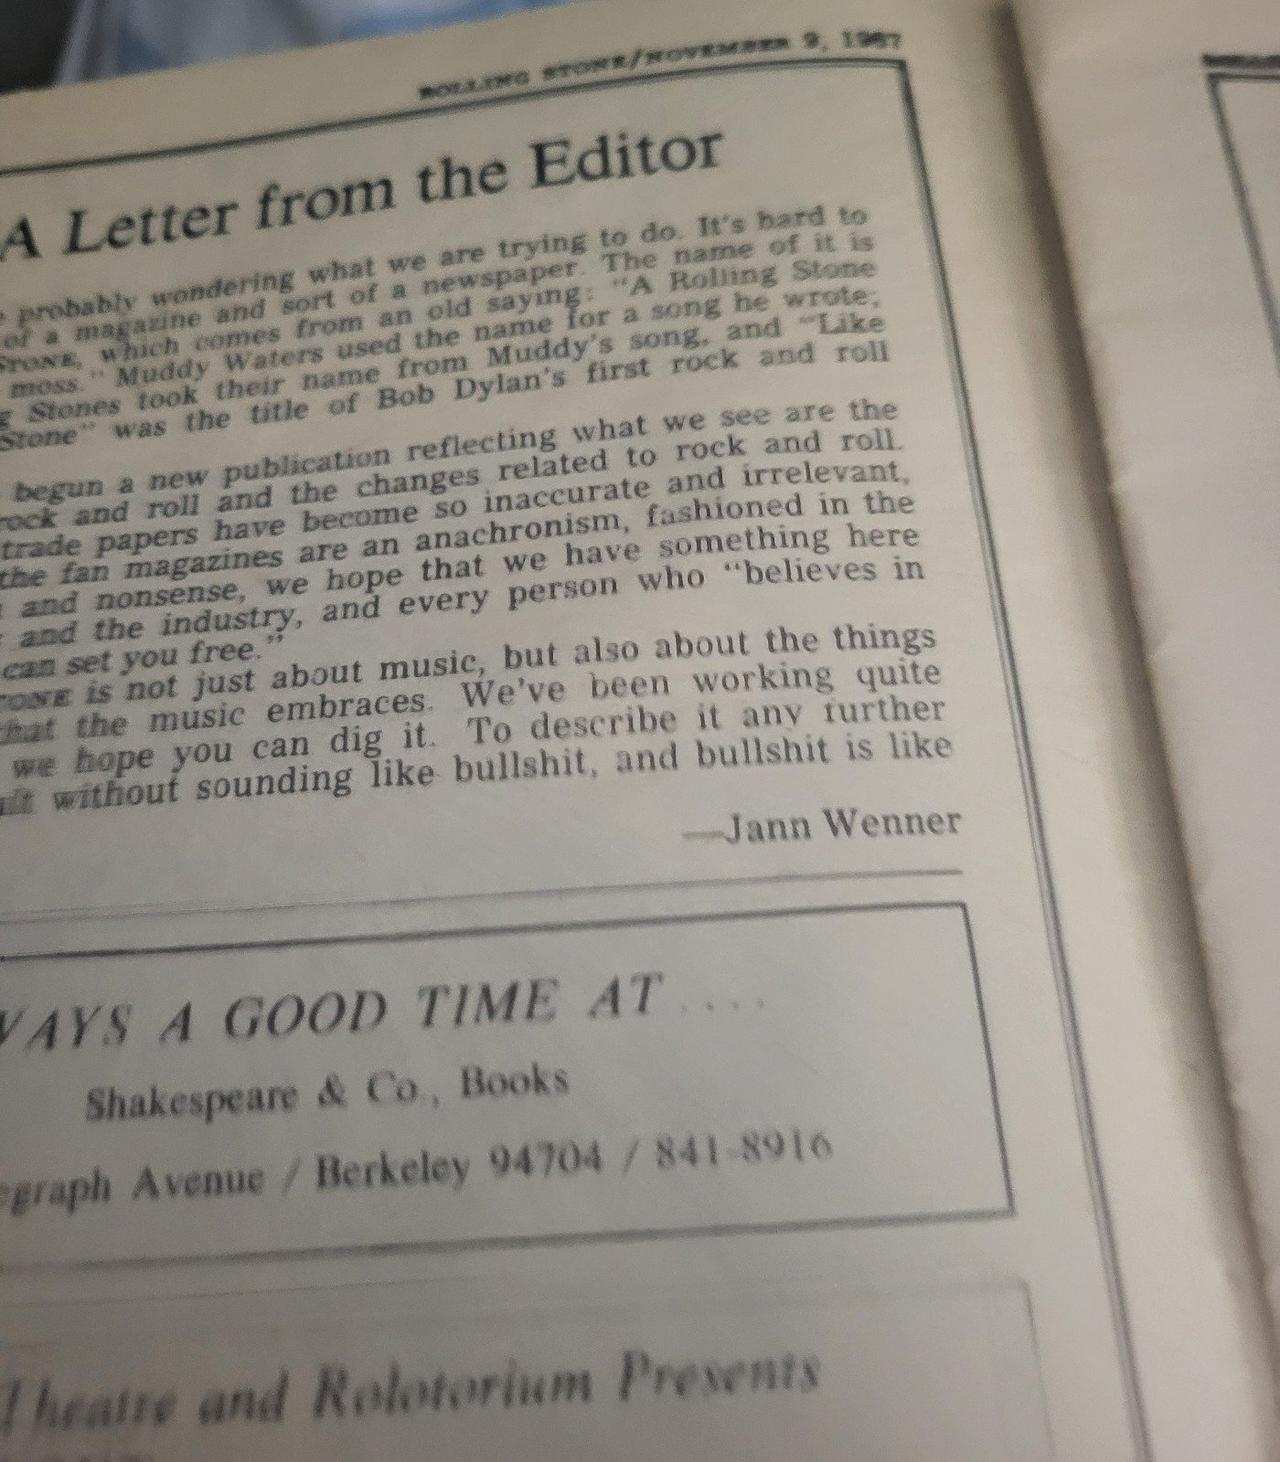 ROLLING STONE/NOVEMBER 9, 1967
A Letter from the Editor
probably wondering what we are trying to do. It's hard to
of a magazine and sort of a newspaper. The name of it is
STONE, which comes from an old saying: "A Rolling Stone
moss." Muddy Waters used the name for a song he wrote;
g Stones took their name from Muddy's song, and "Like
Stone" was the title of Bob Dylan's first rock and roll
begun a new publication reflecting what we see are the
rock and roll and the changes related to rock and roll.
trade papers have become so inaccurate and irrelevant,
the fan magazines are an anachronism, fashioned in the
and nonsense, we hope that we have something here
and the industry, and every person who "believes in
can set you free."
TONE is not just about music, but also about the things
that the music embraces. We've been working quite
we hope you can dig it. To describe it any further
ult without sounding like bullshit, and bullshit is like
—Jann Wenner
WAYS A GOOD TIME AT ....
Shakespeare & Co., Books
egraph Avenue / Berkeley 94704 / 841-8916
Theatre and Rolotorium Presents